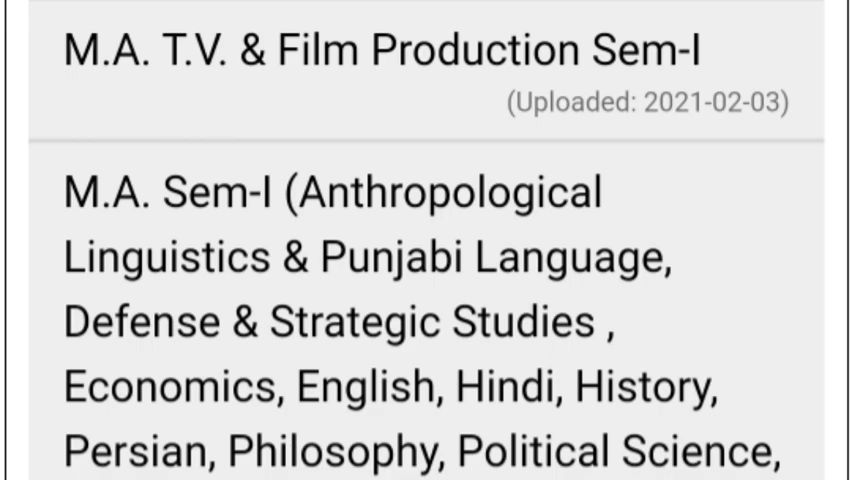 M.A. T.V. & Film Production Sem-I
(Uploaded: 2021-02-03)
M.A. Sem-I (Anthropological
Linguistics & Punjabi Language,
Defense & Strategic Studies ,
Economics, English, Hindi, History,
Persian, Philosophy, Political Science,